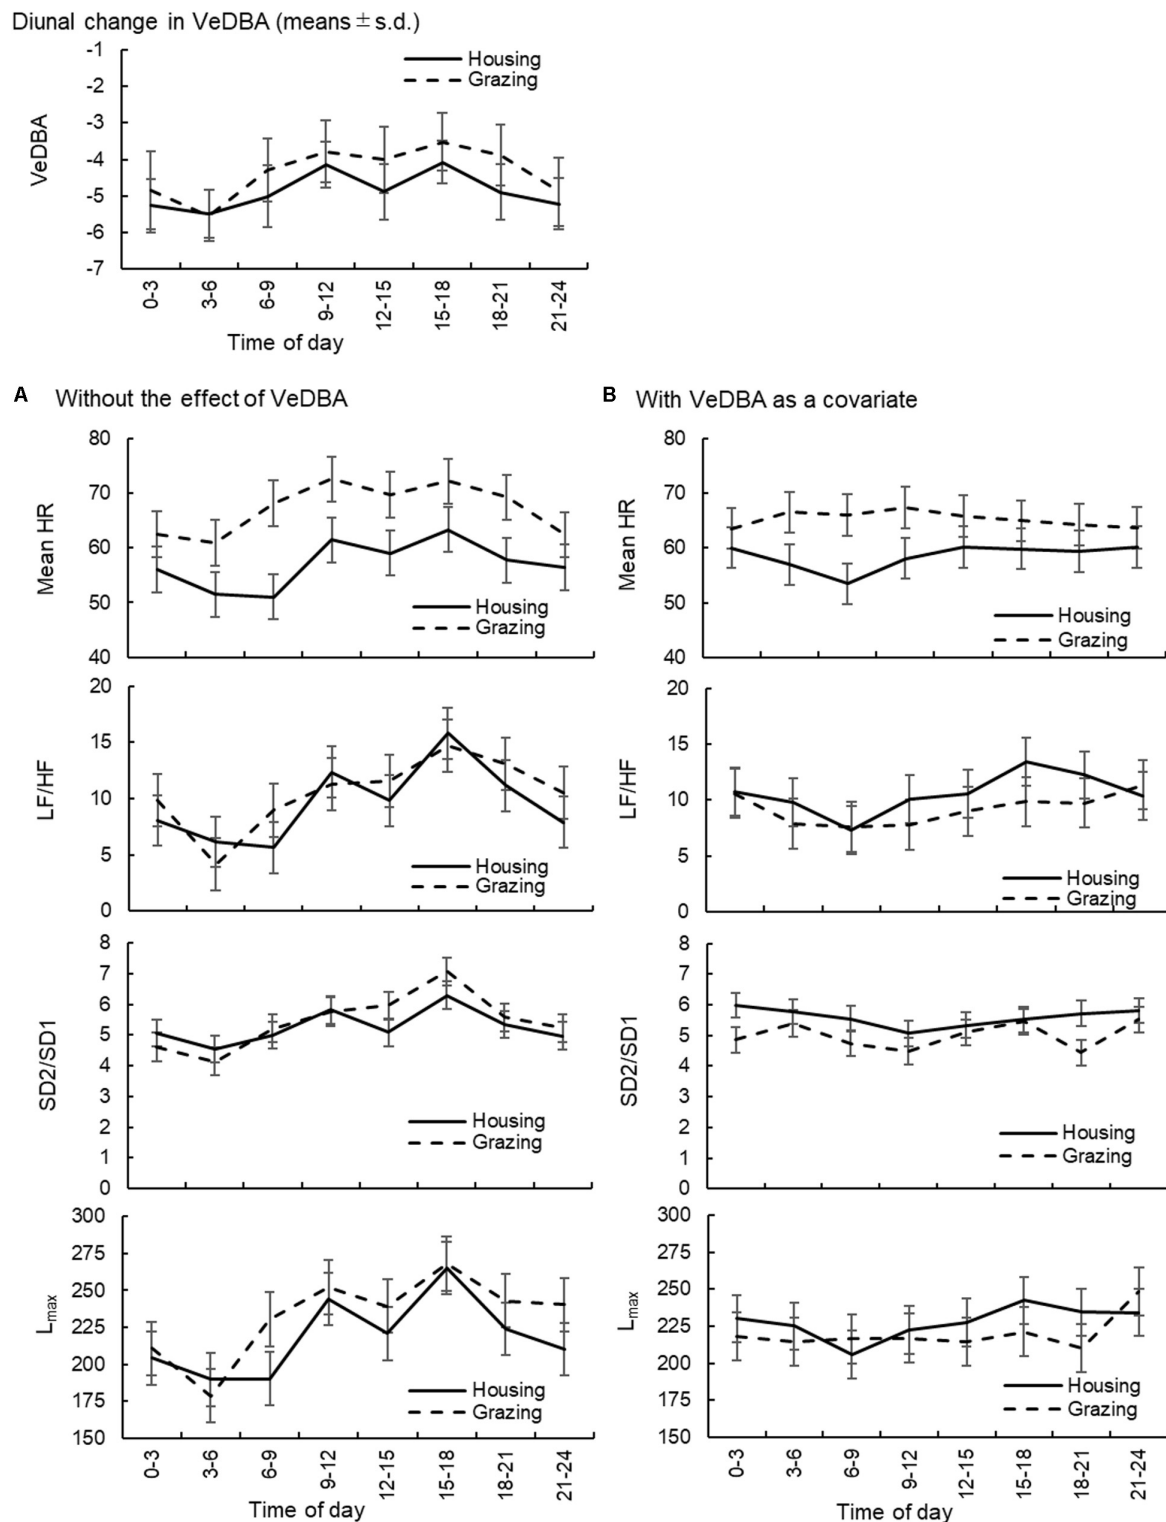 Diunal change in VeDBA (means ± s.d.)
-1
-2
-3
-4
-5
-6
-7
VeDBA
Housing
Grazing
0-3 3-6 6-9 9-12 12-15 15-18 18-21 21-24
Time of day
A Without the effect of VeDBA
80
70
60
50
40
Mean HR
Housing
Grazing
20
15
10
5
0
LF/HF
Housing
Grazing
8
7
6
5
4
3
2
1
0
SD2/SD1
Housing
Grazing
300
275
250
225
200
175
150
Lmax
Housing
Grazing
0-3 3-6 6-9 9-12 12-15 15-18 18-21 21-24
Time of day
B With VeDBA as a covariate
80
70
60
50
40
Mean HR
Housing
Grazing
20
15
10
5
0
LF/HF
Housing
Grazing
8
7
6
5
4
3
2
1
0
SD2/SD1
Housing
Grazing
300
275
250
225
200
175
150
Lmax
Housing
Grazing
0-3 3-6 6-9 9-12 12-15 15-18 18-21 21-24
Time of day